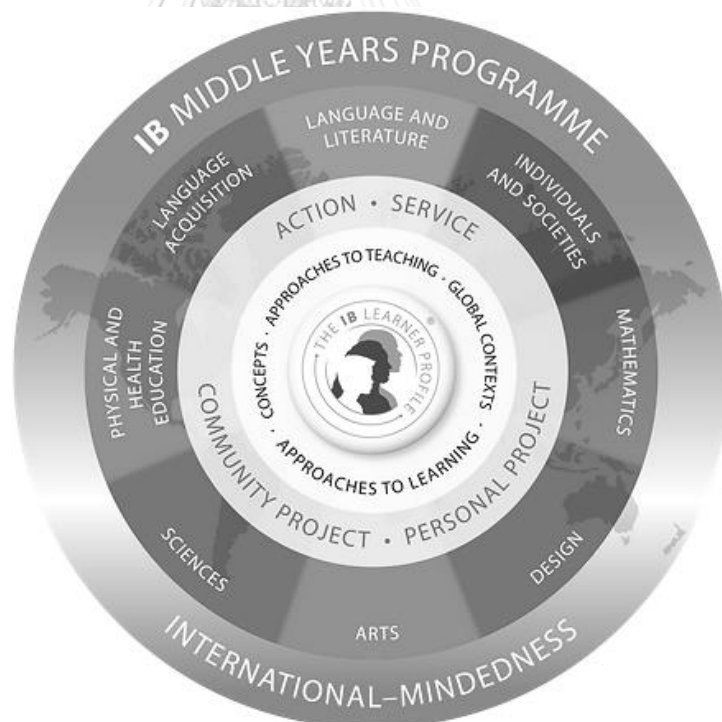 IB MIDDLE YEARS PROGRAMME
LANGUAGE AND
LITERATURE
INDIVIDUALS
AND SOCIETIES
MATHEMATICS
DESIGN
ARTS
SCIENCES
PHYSICAL AND
HEALTH
EDUCATION
LANGUAGE
ACQUISITION
ACTION • SERVICE
COMMUNITY PROJECT • PERSONAL PROJECT
APPROACHES TO TEACHING · GLOBAL CONTEXTS ·
APPROACHES TO LEARNING · CONCEPTS ·
THE IB LEARNER PROFILE ®
INTERNATIONAL–MINDEDNESS